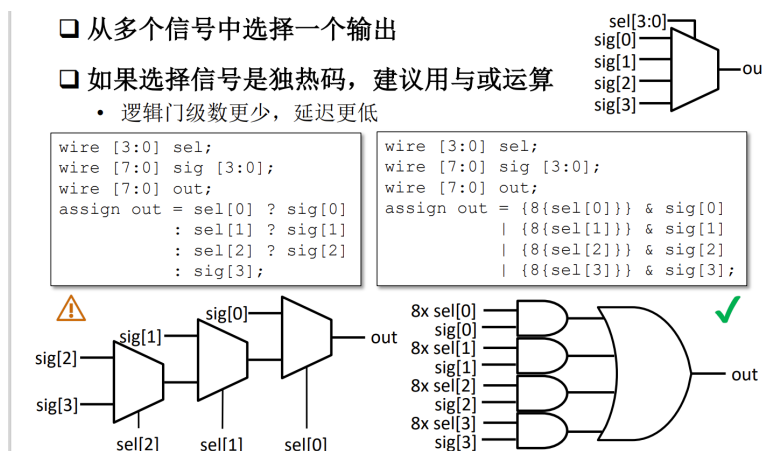 从多个信号中选择一个输出
sel[3:0]
sig[0]
sig[1]
sig[2]
sig[3]
ou
如果选择信号是独热码，建议用与或运算
• 逻辑门级数更少，延迟更低
wire [3:0] sel;
wire [7:0] sig [3:0];
wire [7:0] out;
assign out = sel[0] ? sig[0]
: sel[1] ? sig[1]
: sel[2] ? sig[2]
: sig[3];
wire [3:0] sel;
wire [7:0] sig [3:0];
wire [7:0] out;
assign out = {8{sel[0]}} & sig[0]
| {8{sel[1]}} & sig[1]
| {8{sel[2]}} & sig[2]
| {8{sel[3]}} & sig[3];
sig[0]
sig[1]
out
sig[2]
sig[3]
sel[2]
sel[1]
sel[0]
8x sel[0]
sig[0]
8x sel[1]
sig[1]
8x sel[2]
sig[2]
8x sel[3]
sig[3]
out